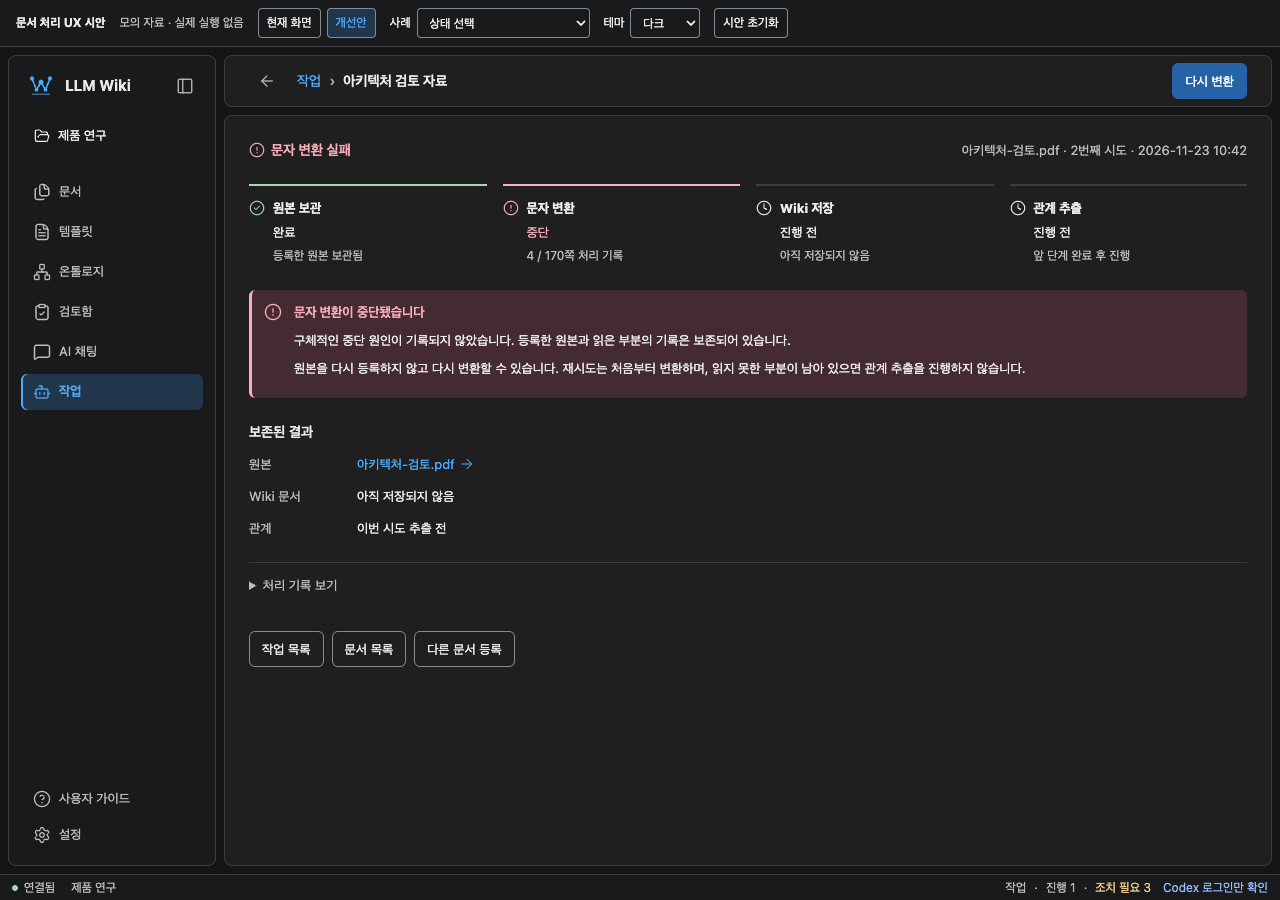 문서 처리 UX 시안 모의 자료 · 실제 실행 없음 현재 화면 개선안 사례 상태 선택 테마 다크 시안 초기화
LLM Wiki
제품 연구
문서
템플릿
온톨로지
검토함
AI 채팅
작업
사용자 가이드
설정
작업 › 아키텍처 검토 자료
다시 변환
문자 변환 실패
아키텍처-검토.pdf · 2번째 시도 · 2026-11-23 10:42
원본 보관
완료
등록한 원본 보관됨
문자 변환
중단
4 / 170쪽 처리 기록
Wiki 저장
진행 전
아직 저장되지 않음
관계 추출
진행 전
앞 단계 완료 후 진행
문자 변환이 중단됐습니다
구체적인 중단 원인이 기록되지 않았습니다. 등록한 원본과 읽은 부분의 기록은 보존되어 있습니다.
원본을 다시 등록하지 않고 다시 변환할 수 있습니다. 재시도는 처음부터 변환하며, 읽지 못한 부분이 남아 있으면 관계 추출을 진행하지 않습니다.
보존된 결과
원본 아키텍처-검토.pdf →
Wiki 문서 아직 저장되지 않음
관계 이번 시도 추출 전
▶ 처리 기록 보기
작업 목록 문서 목록 다른 문서 등록
연결됨 제품 연구
작업 · 진행 1 · 조치 필요 3 Codex 로그인만 확인